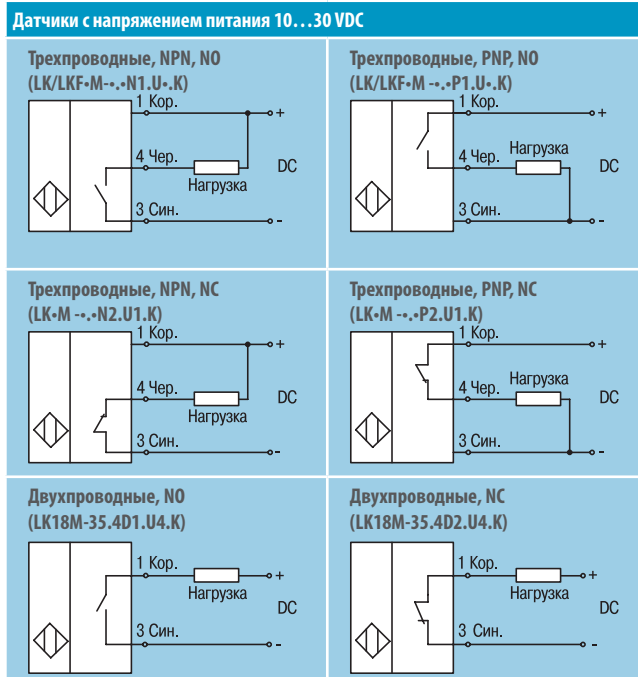 Датчики с напряжением питания 10…30 VDC
Трехпроводные, NPN, NO
(LK/LKF•M-•.•N1.U•.K)
1 Кор.
+
4 Чер.
Нагрузка
DC
3 Син.
-
Трехпроводные, PNP, NO
(LK/LKF•M -•.•P1.U•.K)
1 Кор.
+
4 Чер.
Нагрузка
DC
3 Син.
-
Трехпроводные, NPN, NC
(LK•M -•.•N2.U1.K)
1 Кор.
+
4 Чер.
Нагрузка
DC
3 Син.
-
Трехпроводные, PNP, NC
(LK•M -•.•P2.U1.K)
1 Кор.
+
4 Чер.
Нагрузка
DC
3 Син.
-
Двухпроводные, NO
(LK18M-35.4D1.U4.K)
1 Кор.
+
Нагрузка
DC
3 Син.
-
Двухпроводные, NC
(LK18M-35.4D2.U4.K)
1 Кор.
+
Нагрузка
DC
3 Син.
-